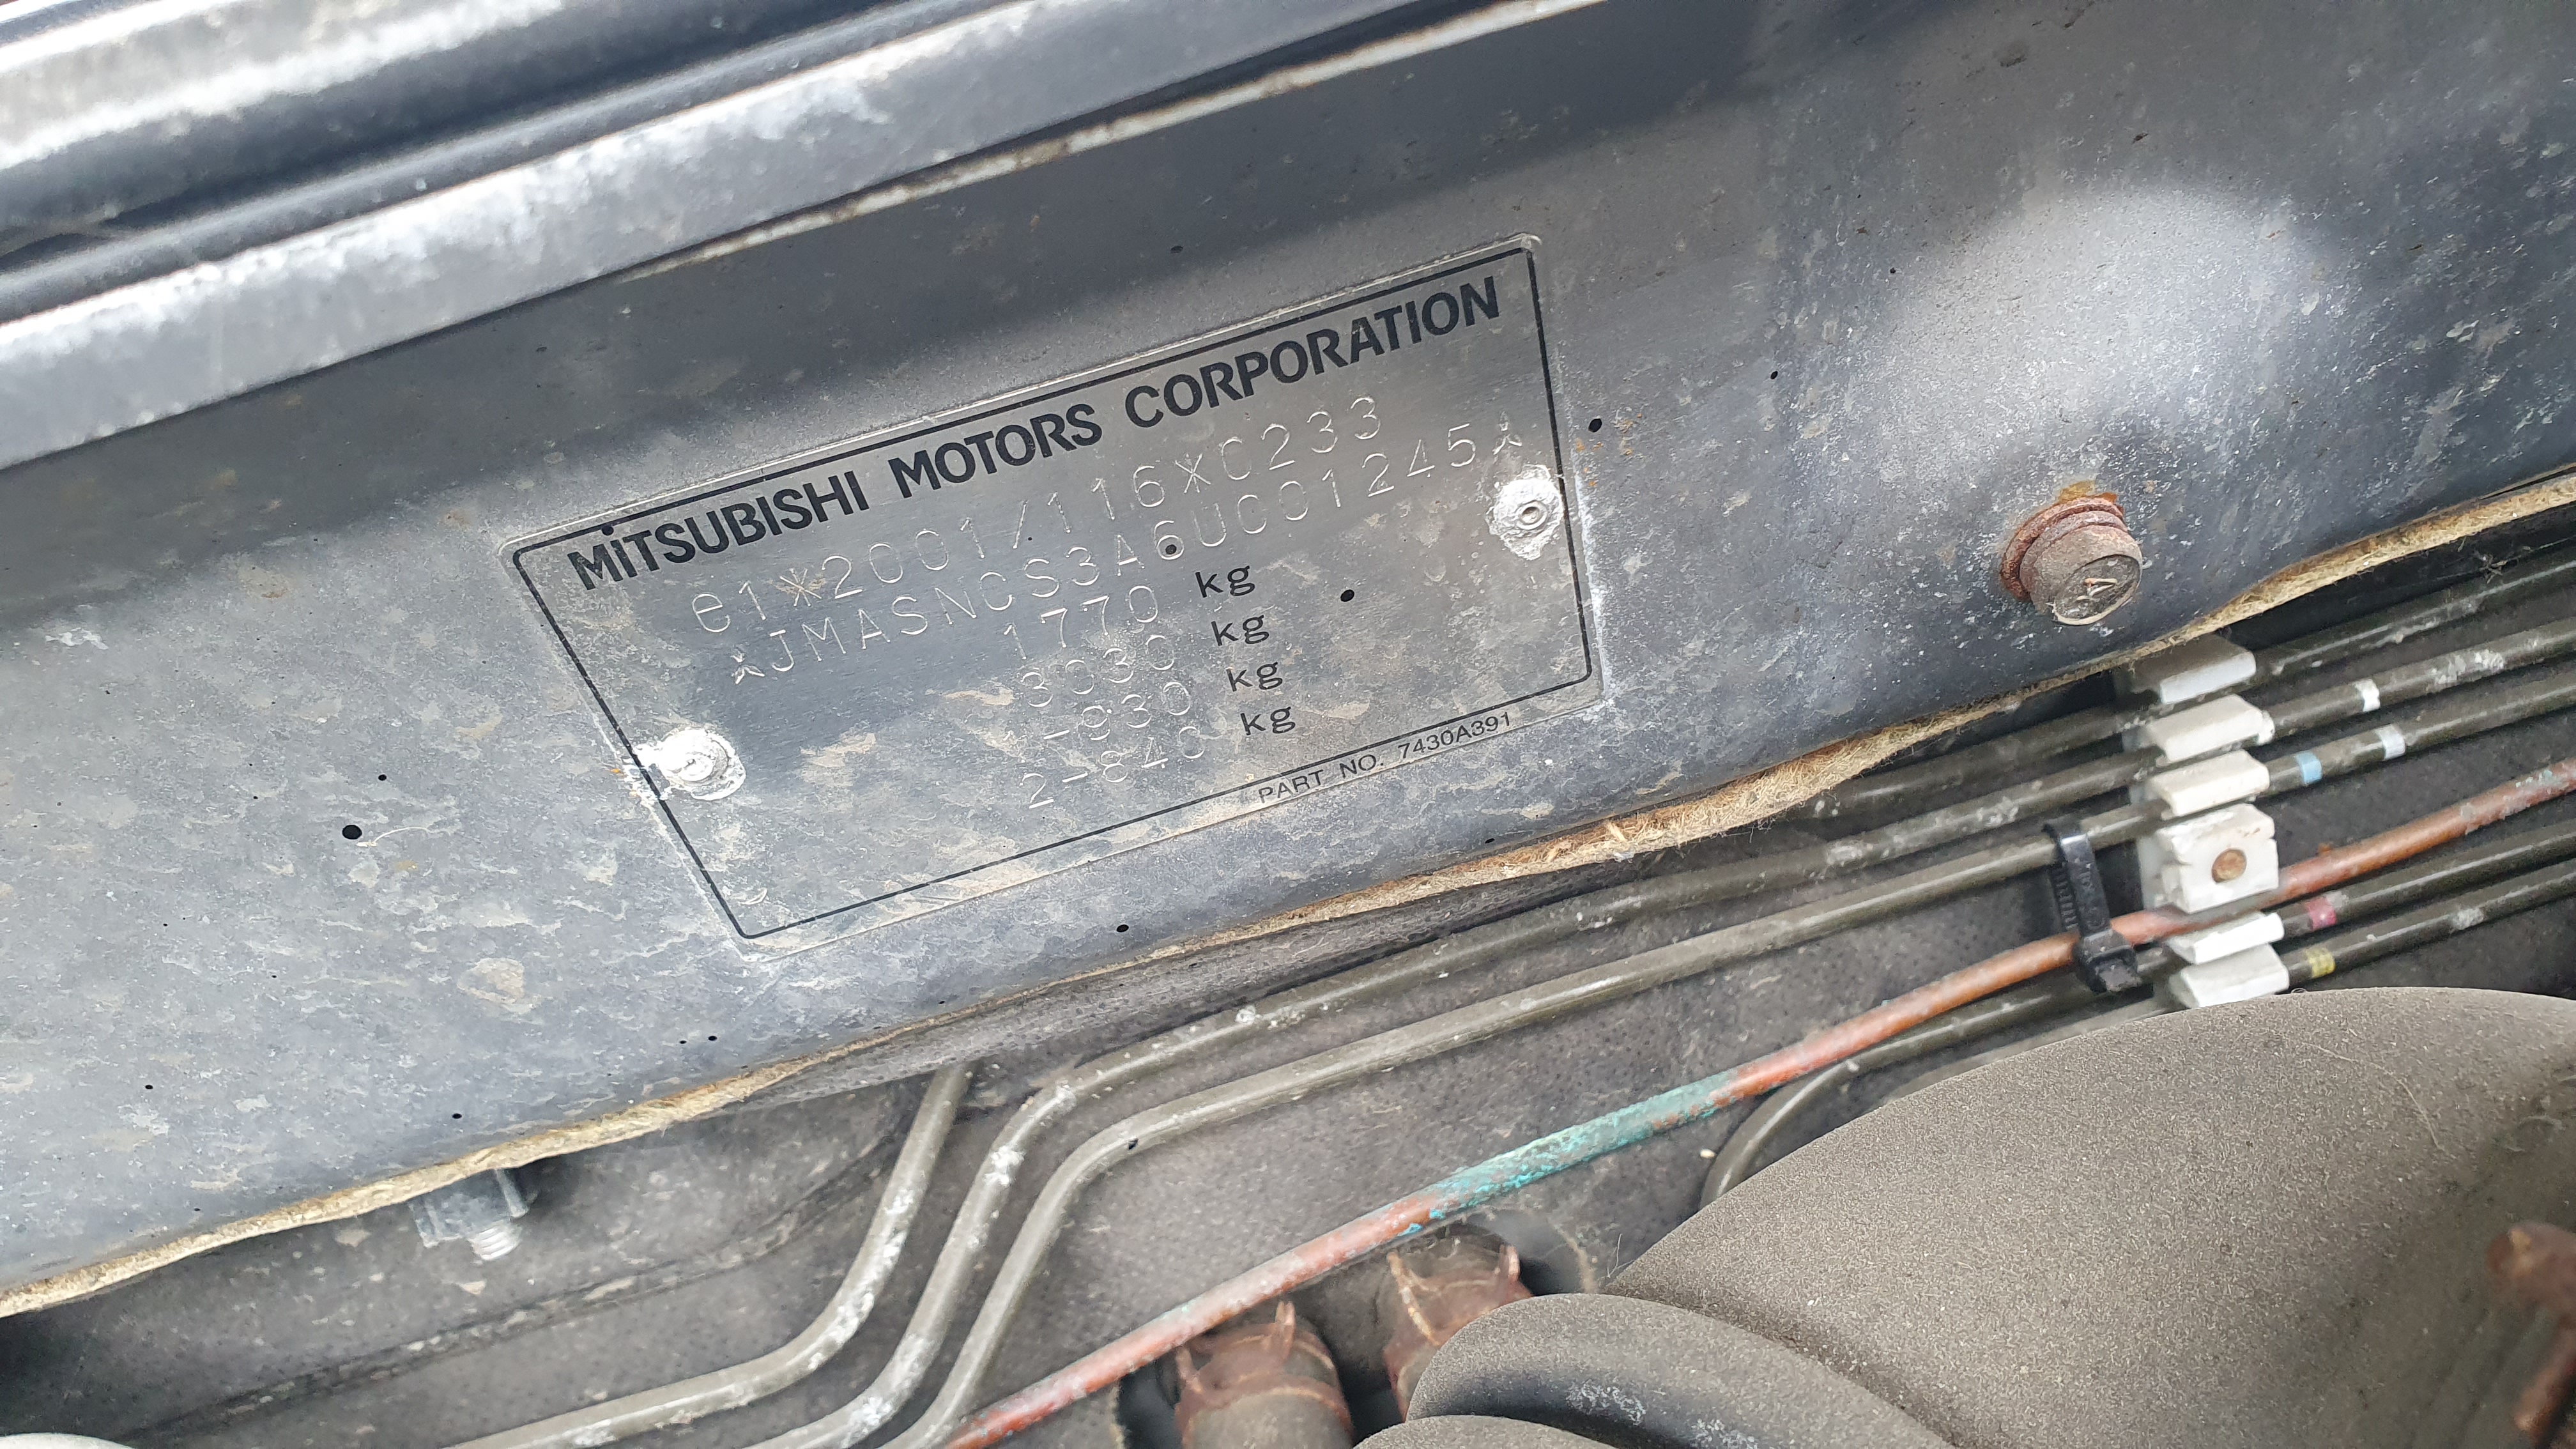 MITSUBISHI MOTORS CORPORATION
e1*2001/116*0233
*JMASNCS3A6U001245*
1770 kg
3030 kg
1-930 kg
2-840 kg
PART NO. 7430A391
4